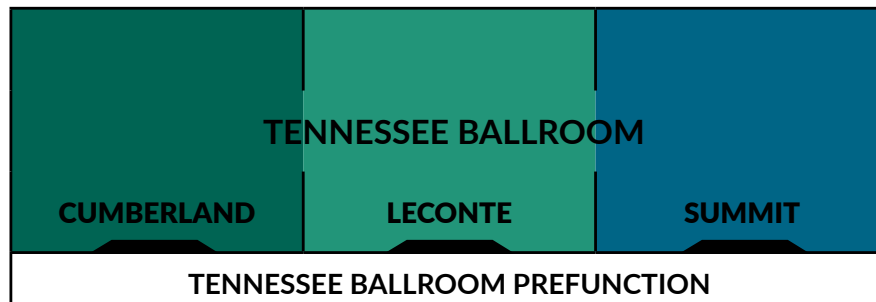 TENNESSEE BALLROOM
CUMBERLAND LECONTE SUMMIT
TENNESSEE BALLROOM PREFUNCTION